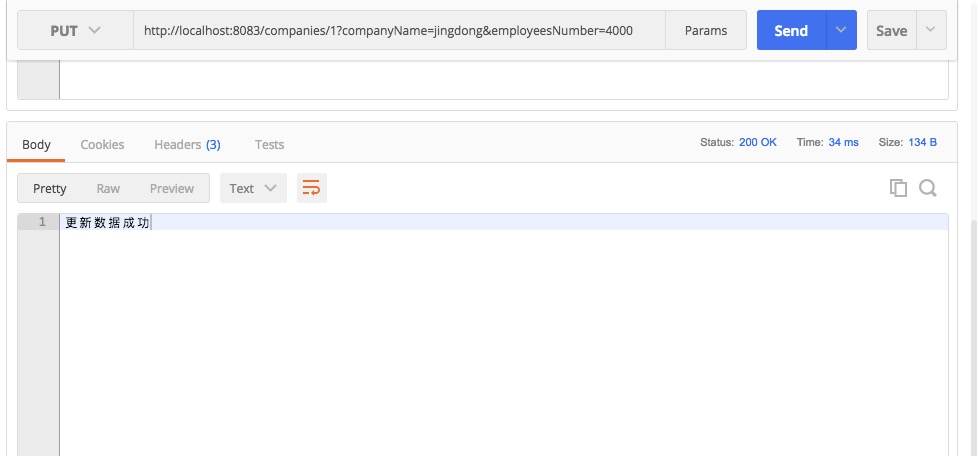 PUT http://localhost:8083/companies/1?companyName=jingdong&employeesNumber=4000 Params Send Save
Body Cookies Headers (3) Tests Status: 200 OK Time: 34 ms Size: 134 B
Pretty Raw Preview Text
1 更新数据成功